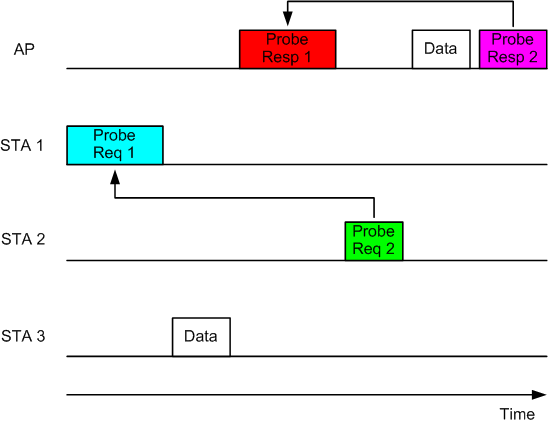 AP
Probe
Resp 1
Data
Probe
Resp 2
STA 1
Probe
Req 1
STA 2
Probe
Req 2
STA 3
Data
Time